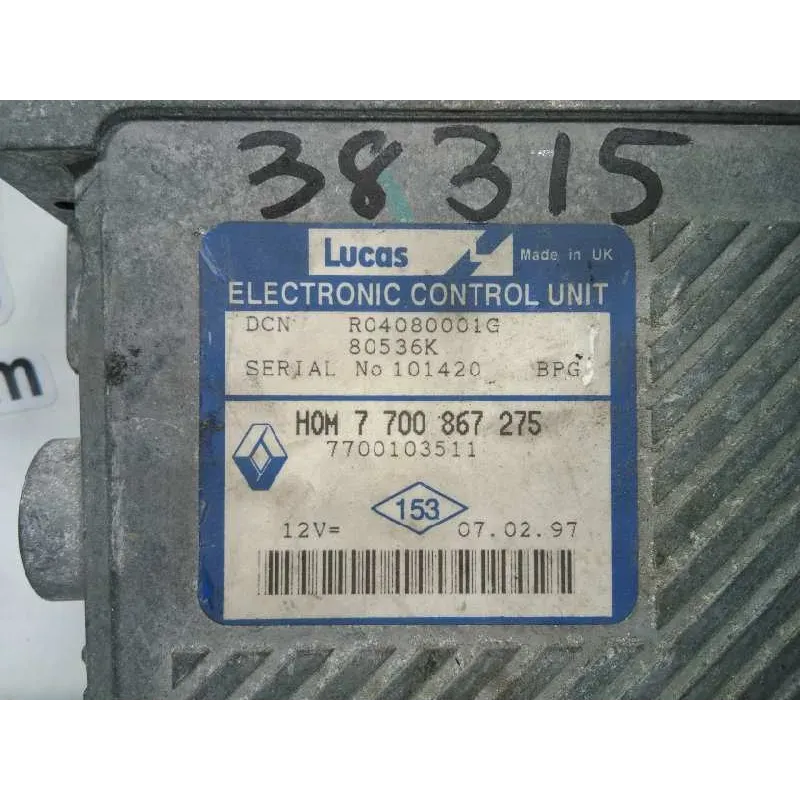 38315
Lucas Made in UK
ELECTRONIC CONTROL UNIT
DCN R04080001G
80536K
SERIAL No 101420 BPG
HOM 7 700 867 275
7700103511
153
12V= 07.02.97
m